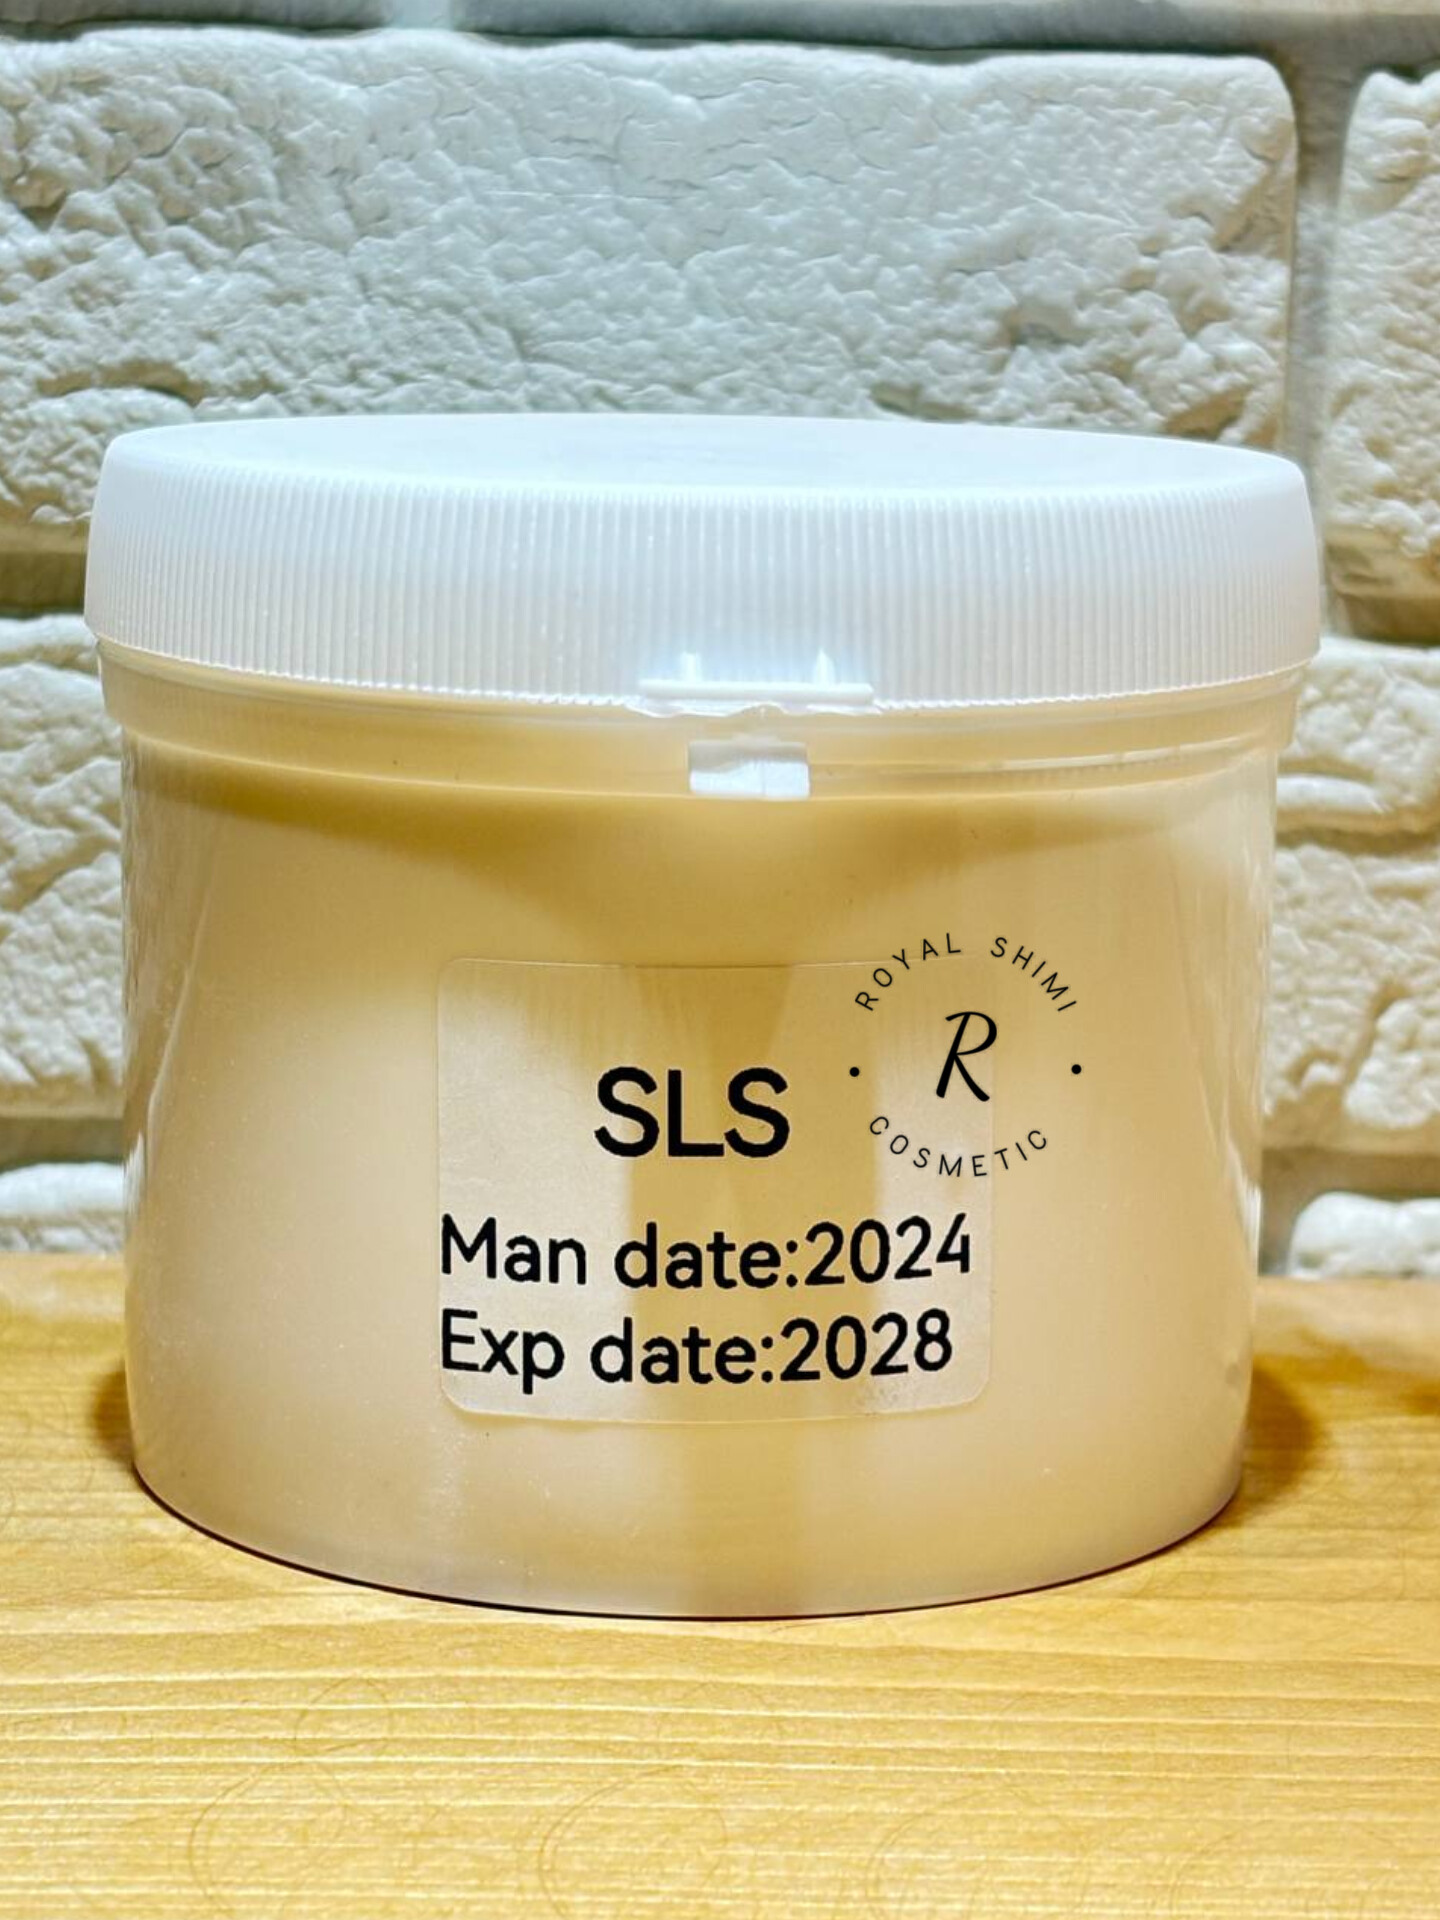 ROYAL SHIMI
R
COSMETIC
SLS
Man date:2024
Exp date:2028